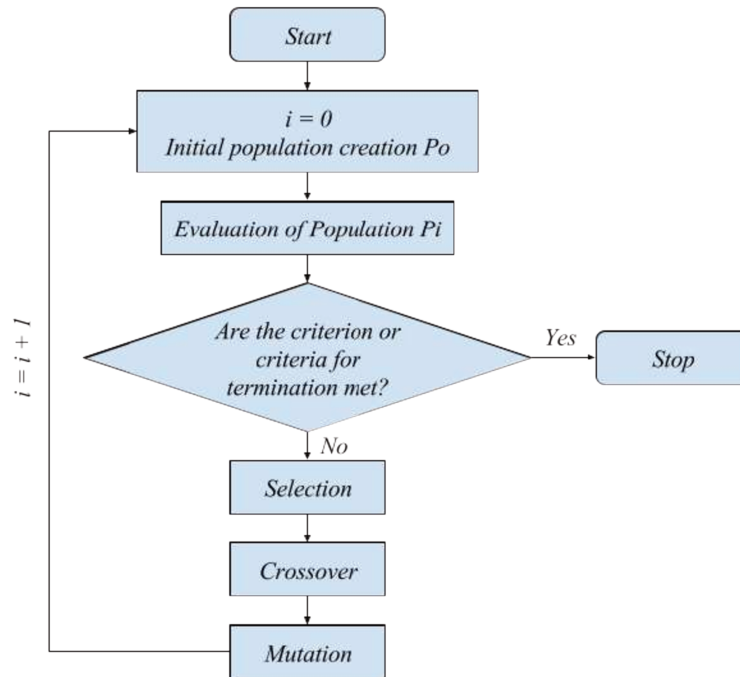 Start
i = 0
Initial population creation Po
Evaluation of Population Pi
Are the criterion or
criteria for
termination met?
Yes
Stop
No
Selection
Crossover
Mutation
i = i + 1